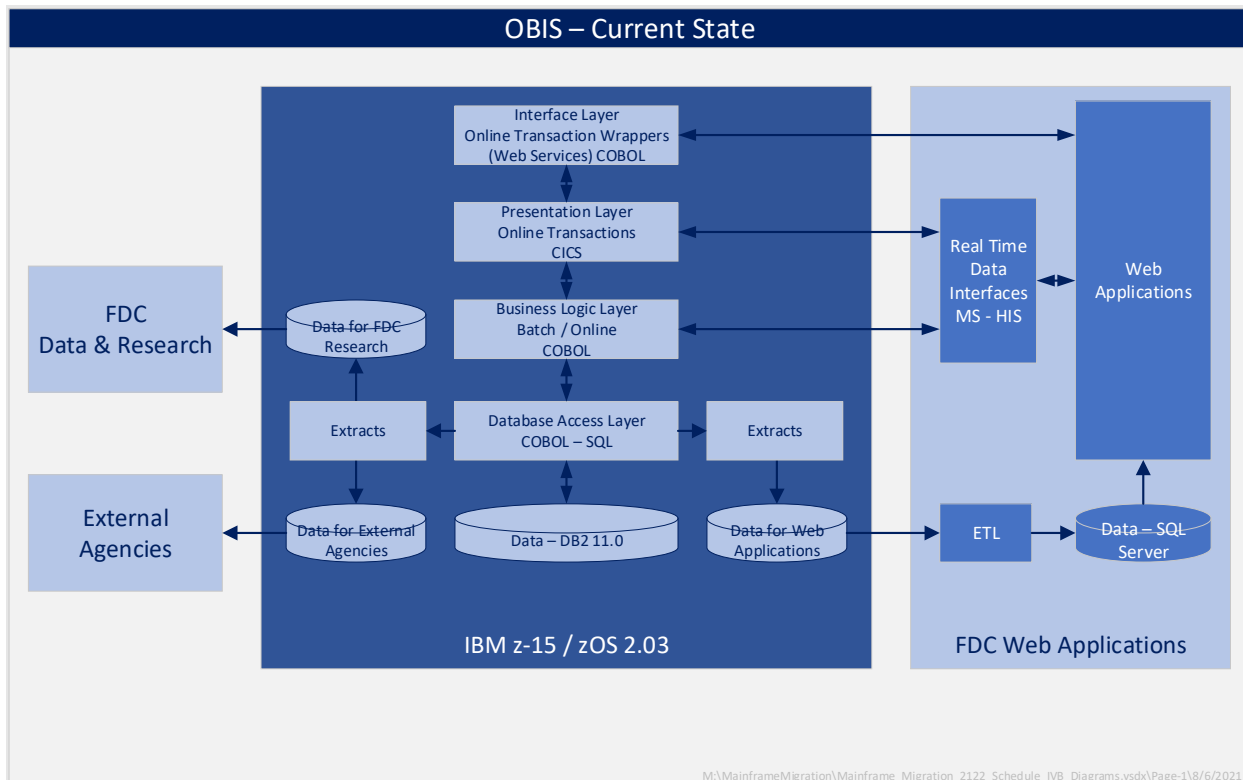 OBIS – Current State
Interface Layer
Online Transaction Wrappers
(Web Services) COBOL
Presentation Layer
Online Transactions
CICS
Business Logic Layer
Batch / Online
COBOL
Database Access Layer
COBOL – SQL
Data – DB2 11.0
Extracts
Data for FDC
Research
Data for External
Agencies
Extracts
Data for Web
Applications
IBM z-15 / zOS 2.03
FDC
Data & Research
External
Agencies
Real Time
Data
Interfaces
MS - HIS
Web
Applications
ETL
Data – SQL
Server
FDC Web Applications
M:\MainframeMigration\Mainframe_Migration_2122_Schedule_IVB_Diagrams.vsdx\Page-1\8/6/2021